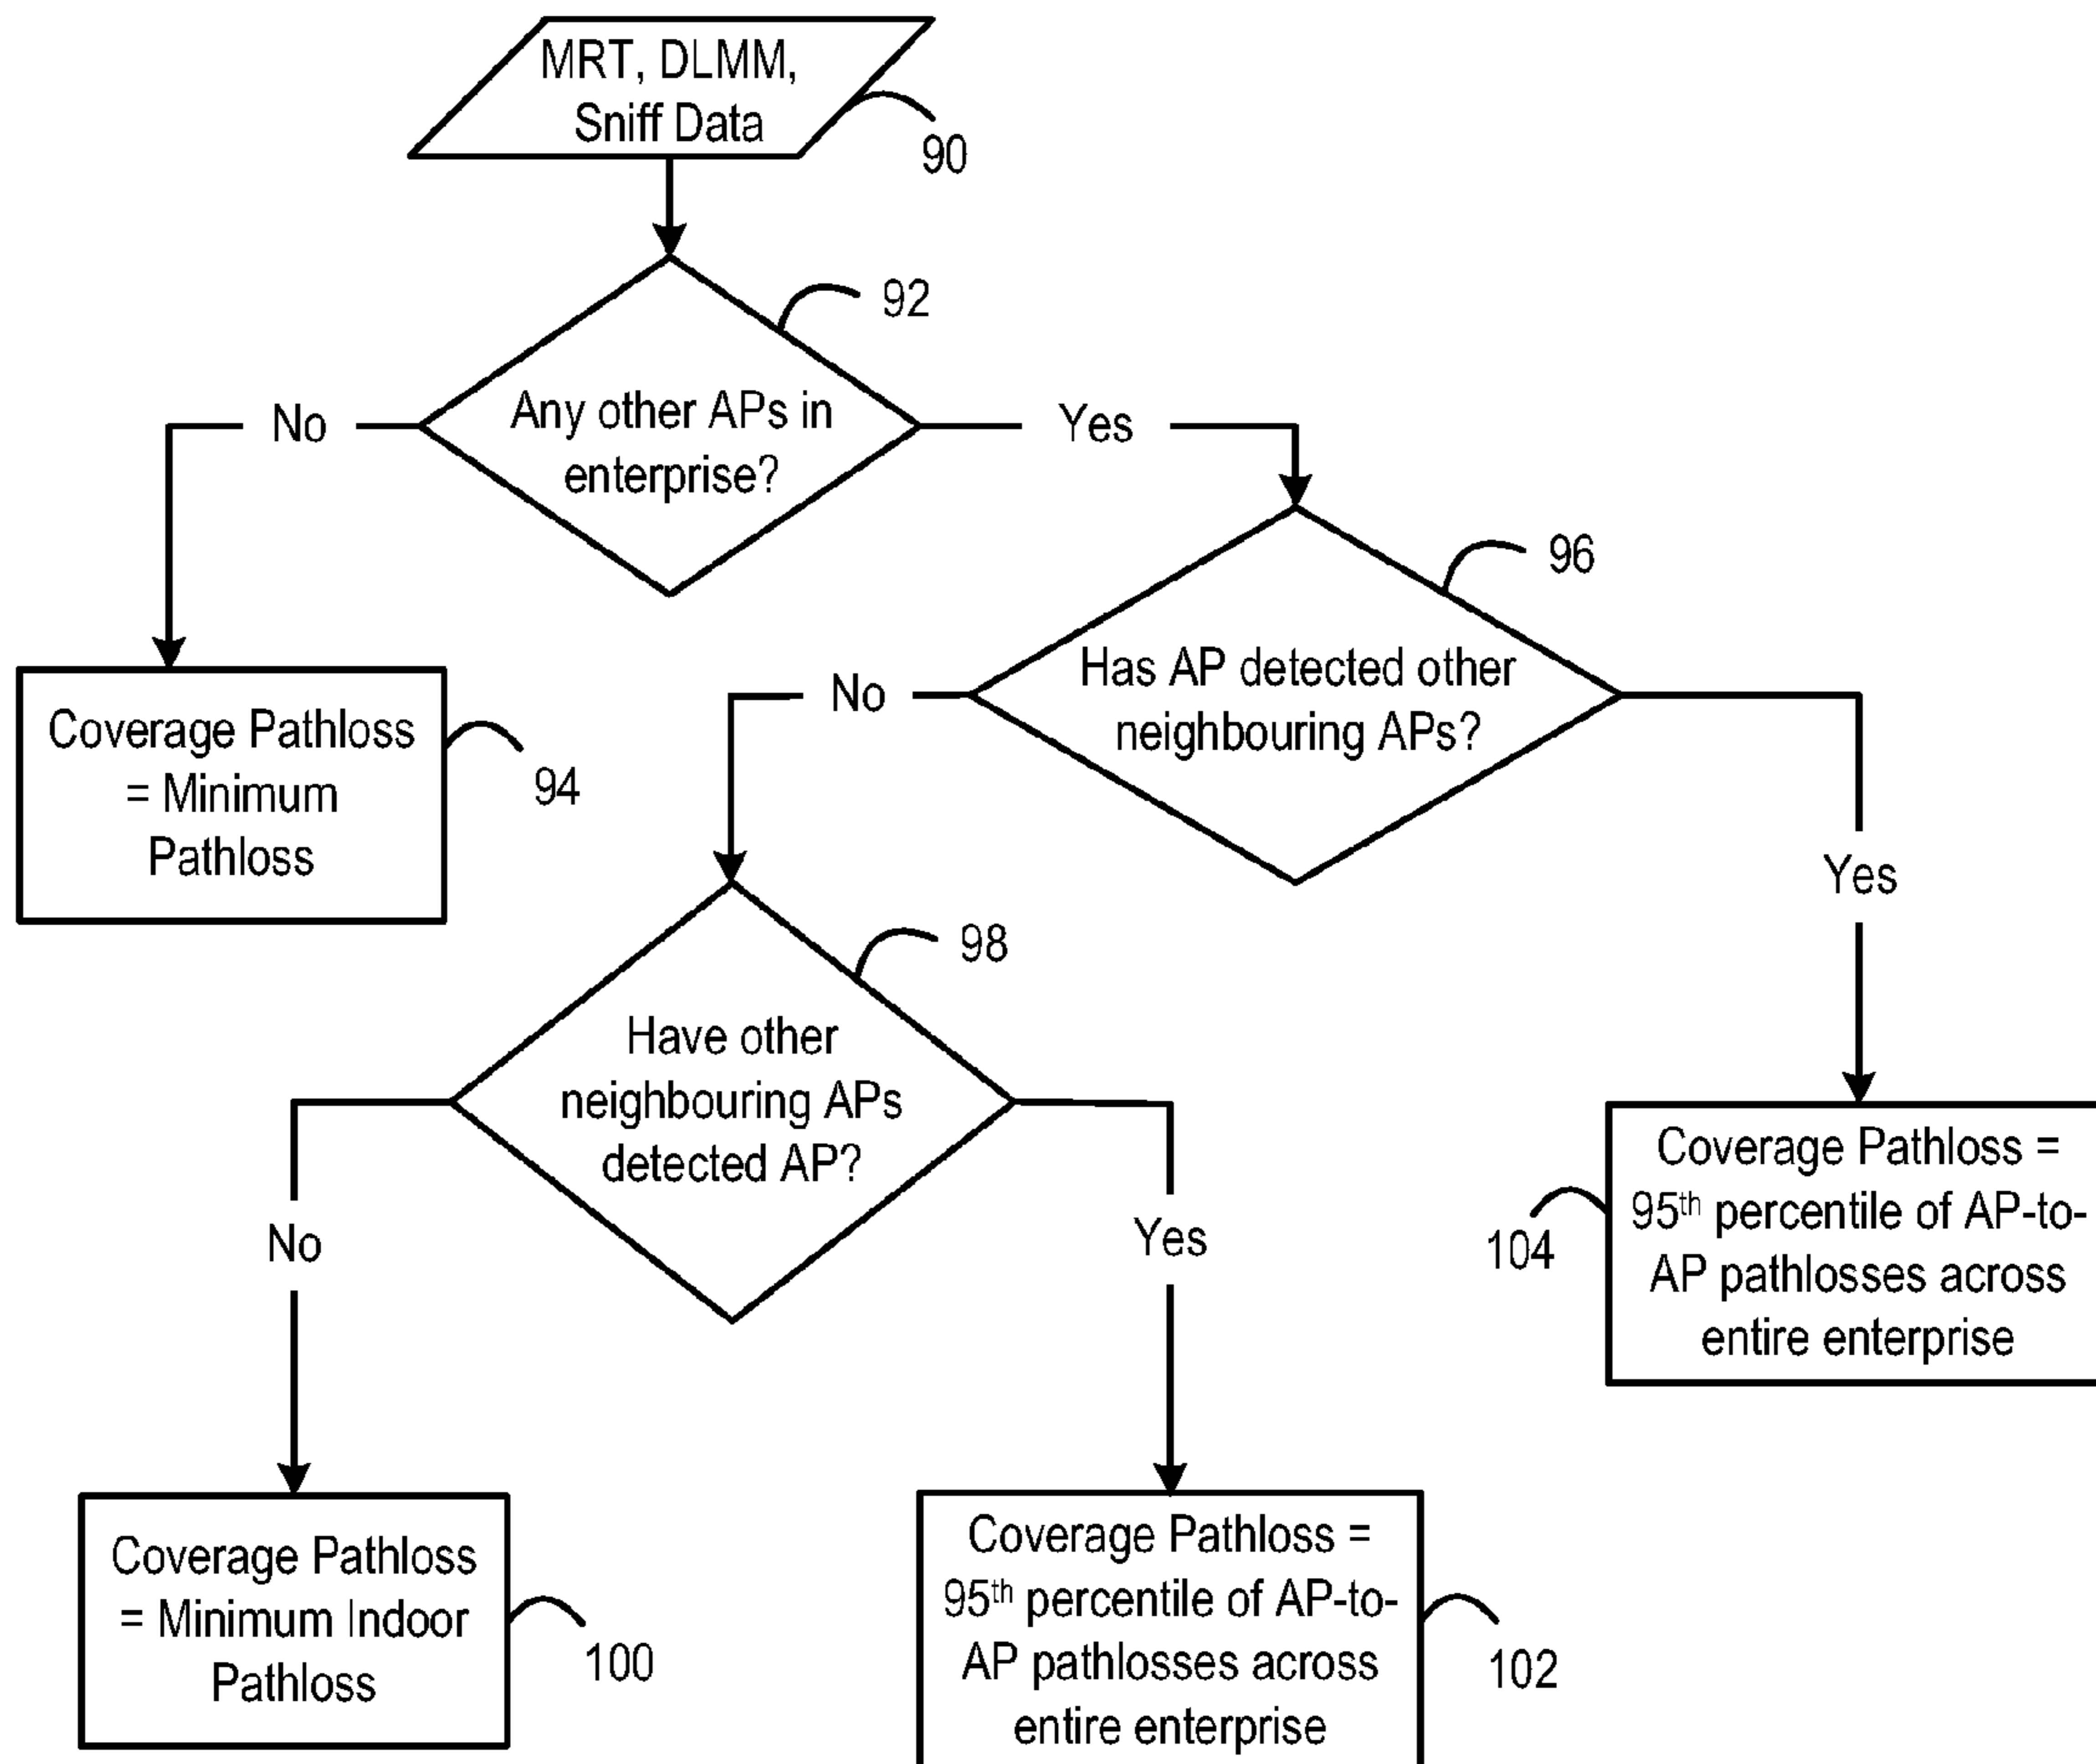 MRT, DLMM,
Sniff Data
90
92
Any other APs in
enterprise?
No
Yes
96
Has AP detected other
neighbouring APs?
No
Coverage Pathloss
= Minimum
Pathloss
94
Yes
98
Have other
neighbouring APs
detected AP?
No
Yes
Coverage Pathloss =
95th percentile of AP-to-
AP pathlosses across
entire enterprise
104
Coverage Pathloss
= Minimum Indoor
Pathloss
100
Coverage Pathloss =
95th percentile of AP-to-
AP pathlosses across
entire enterprise
102